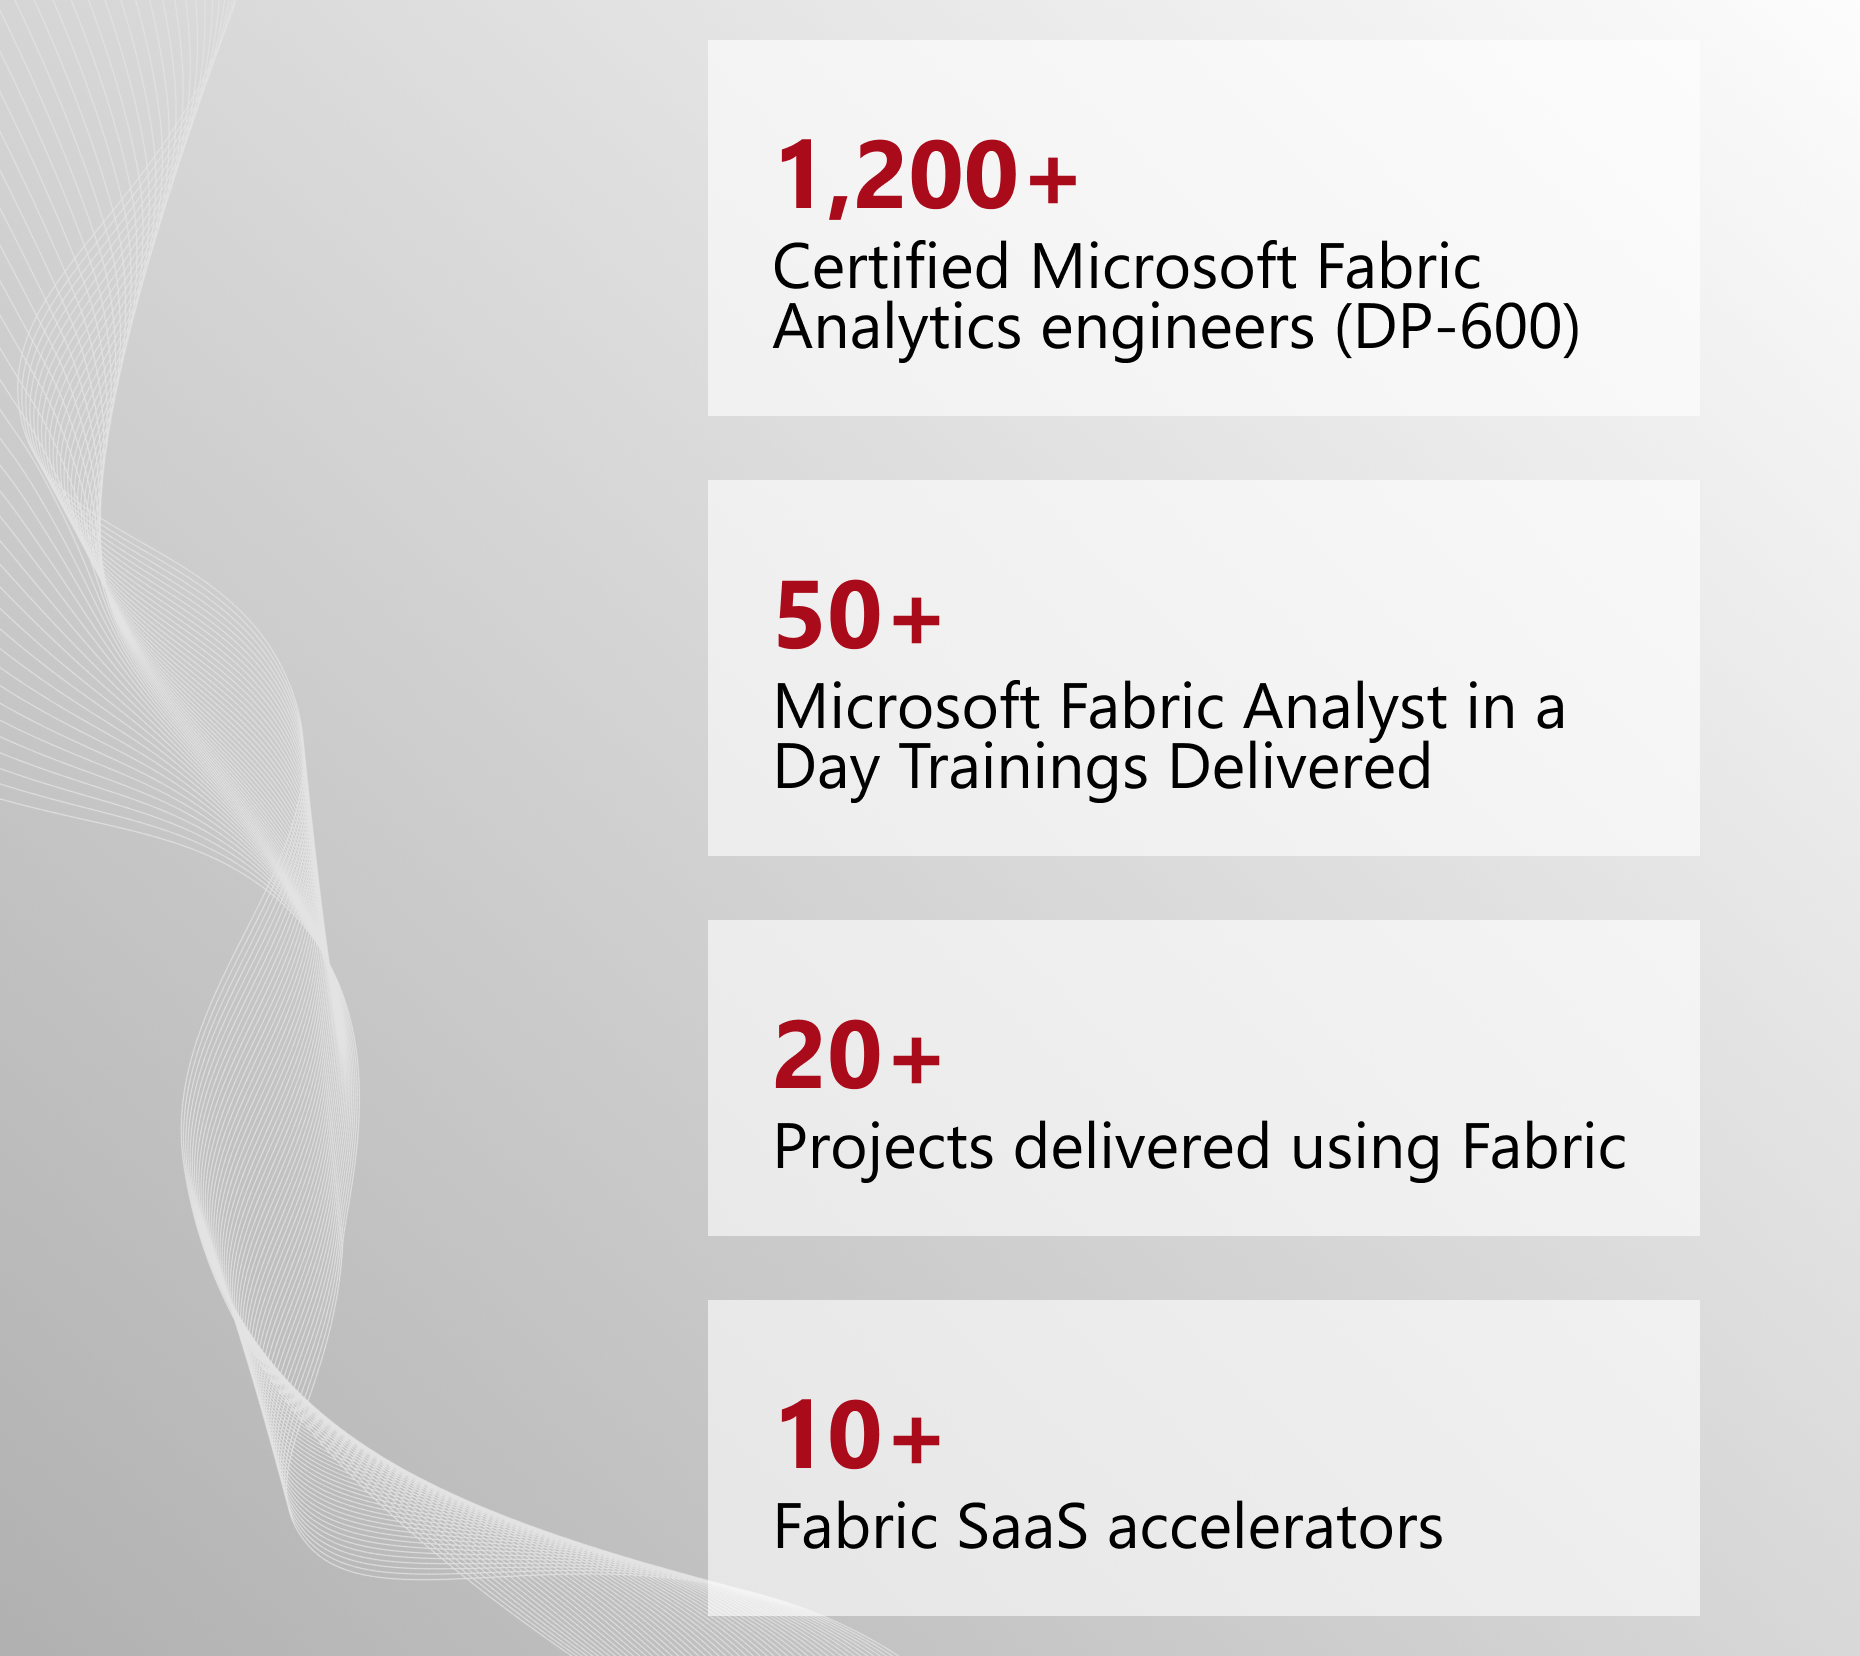 1,200+
Certified Microsoft Fabric
Analytics engineers (DP-600)
50+
Microsoft Fabric Analyst in a
Day Trainings Delivered
20+
Projects delivered using Fabric
10+
Fabric SaaS accelerators